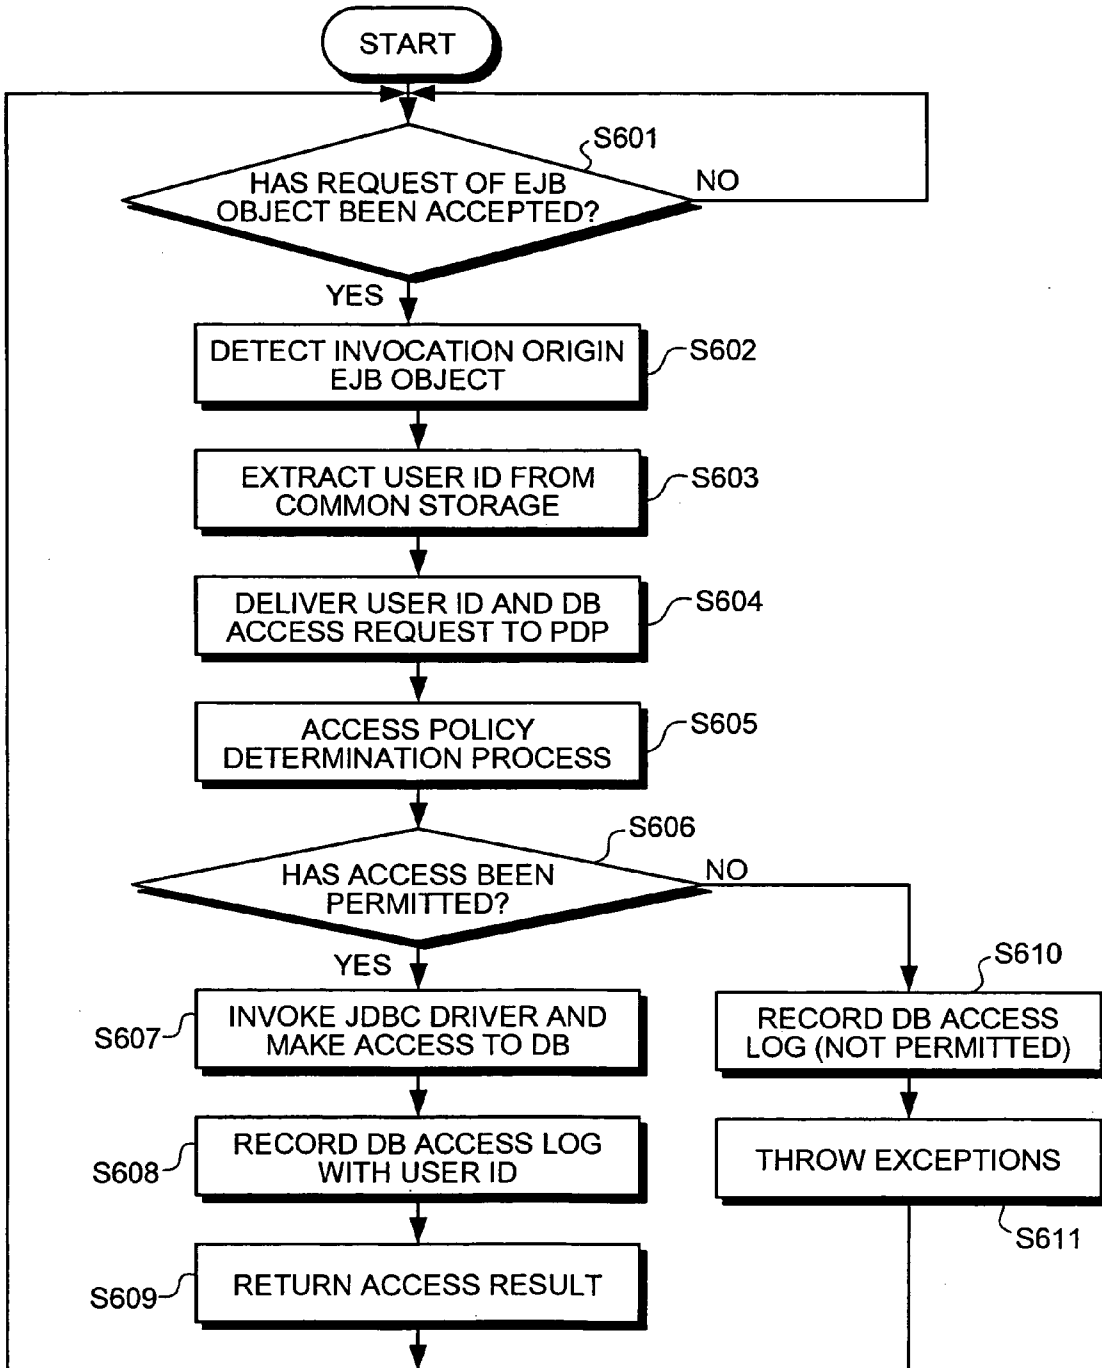 START
S601
HAS REQUEST OF EJB
OBJECT BEEN ACCEPTED?
NO
YES
DETECT INVOCATION ORIGIN
EJB OBJECT
S602
EXTRACT USER ID FROM
COMMON STORAGE
S603
DELIVER USER ID AND DB
ACCESS REQUEST TO PDP
S604
ACCESS POLICY
DETERMINATION PROCESS
S605
S606
HAS ACCESS BEEN
PERMITTED?
NO
YES
S607
INVOKE JDBC DRIVER AND
MAKE ACCESS TO DB
S610
RECORD DB ACCESS
LOG (NOT PERMITTED)
S608
RECORD DB ACCESS LOG
WITH USER ID
THROW EXCEPTIONS
S611
S609
RETURN ACCESS RESULT